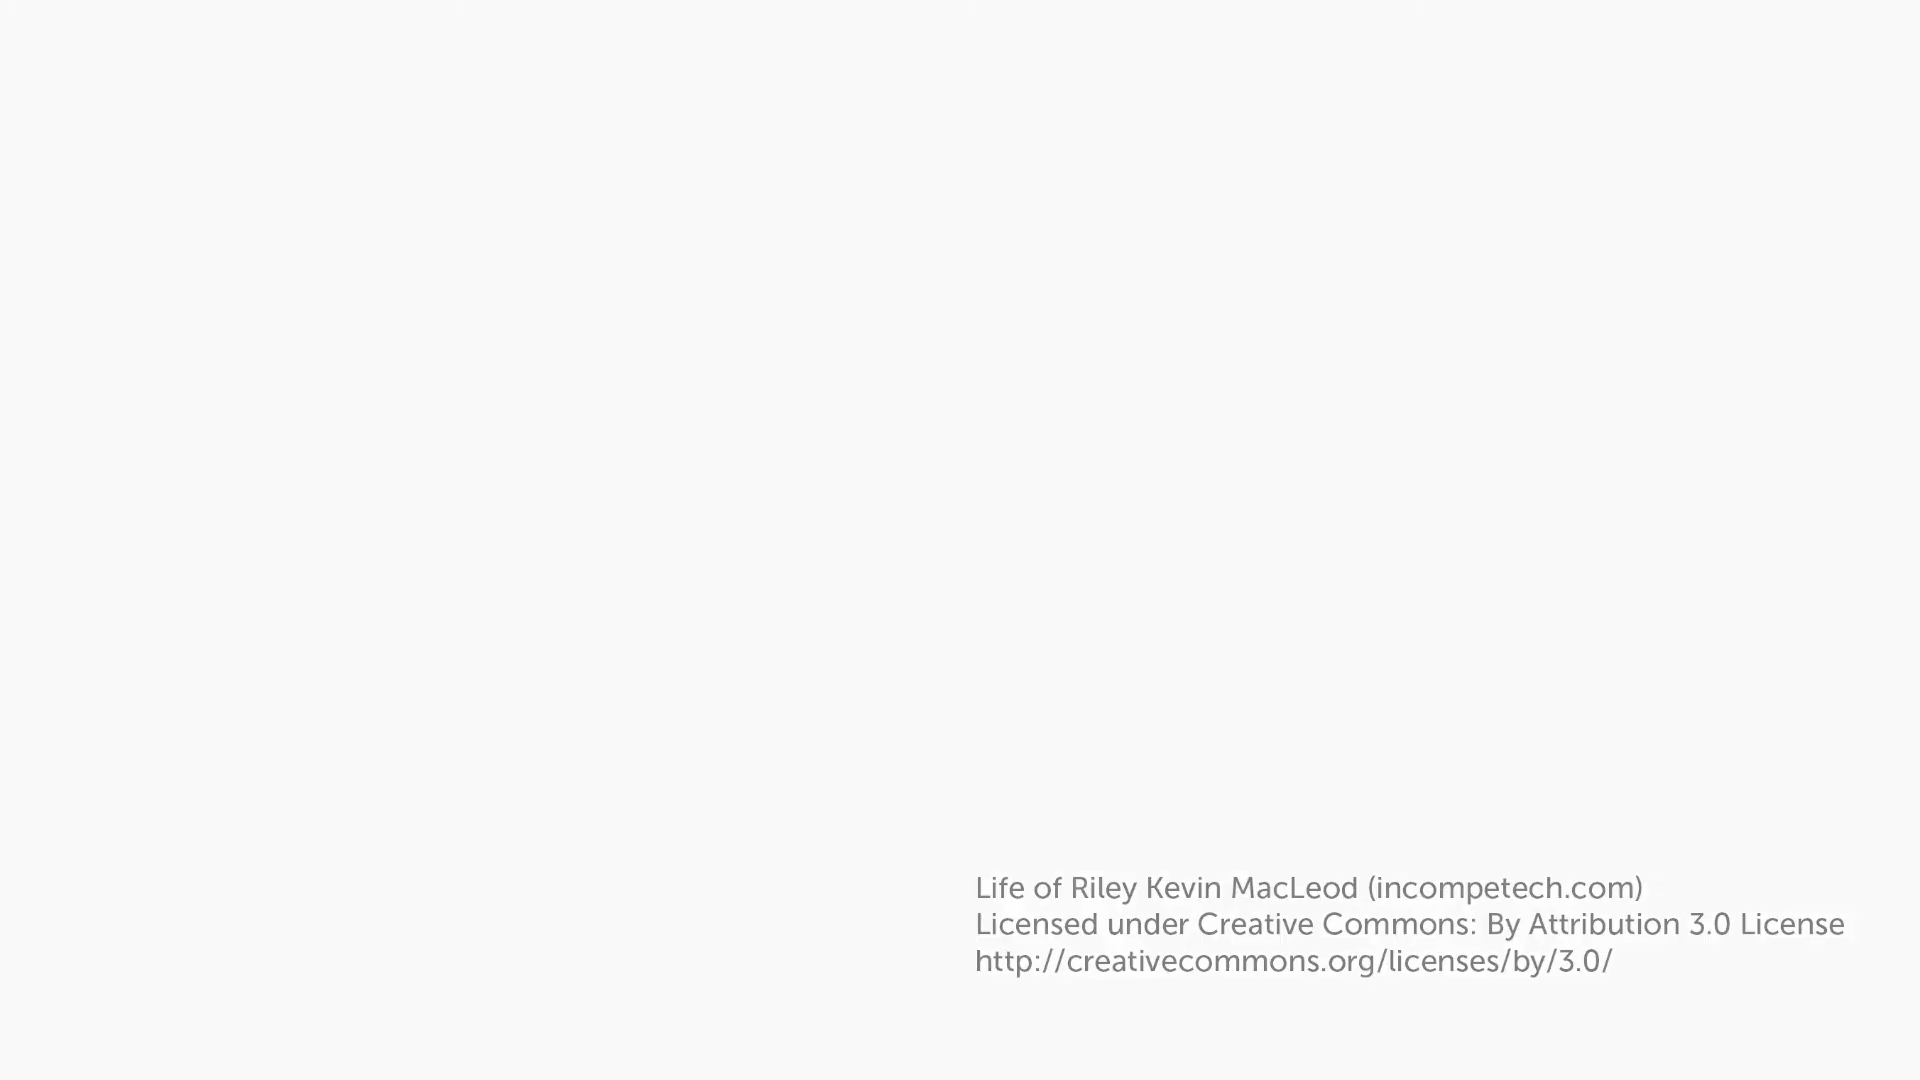 Life of Riley Kevin MacLeod (incompetech.com)
Licensed under Creative Commons: By Attribution 3.0 License
http://creativecommons.org/licenses/by/3.0/